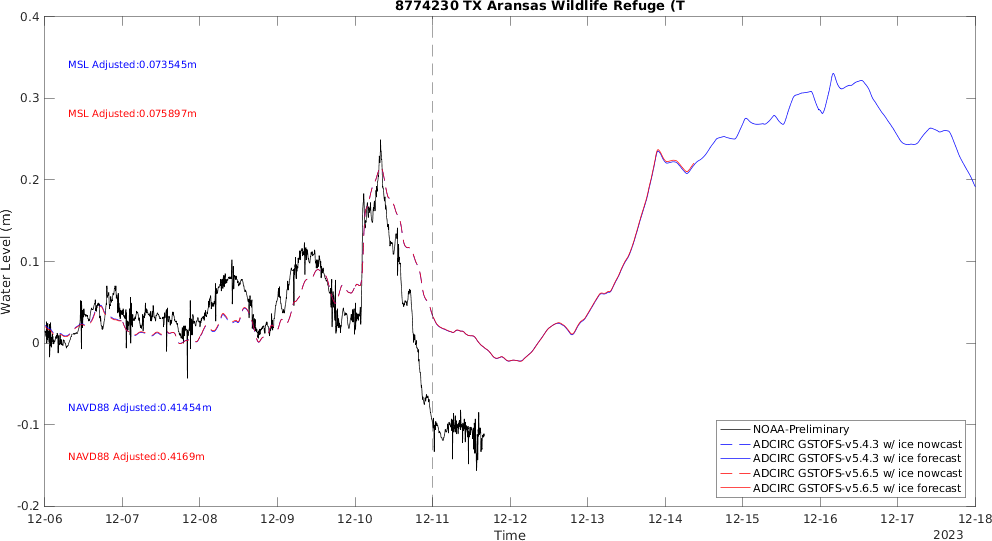 8774230 TX Aransas Wildlife Refuge (T
0.4
0.3
0.2
0.1
0
-0.1
-0.2
Water Level (m)
MSL Adjusted:0.073545m
MSL Adjusted:0.075897m
NAVD88 Adjusted:0.41454m
NAVD88 Adjusted:0.4169m
NOAA-Preliminary
ADCIRC GSTOFS-v5.4.3 w/ ice nowcast
ADCIRC GSTOFS-v5.4.3 w/ ice forecast
ADCIRC GSTOFS-v5.6.5 w/ ice nowcast
ADCIRC GSTOFS-v5.6.5 w/ ice forecast
12-06 12-07 12-08 12-09 12-10 12-11 12-12 12-13 12-14 12-15 12-16 12-17 12-18
Time
2023